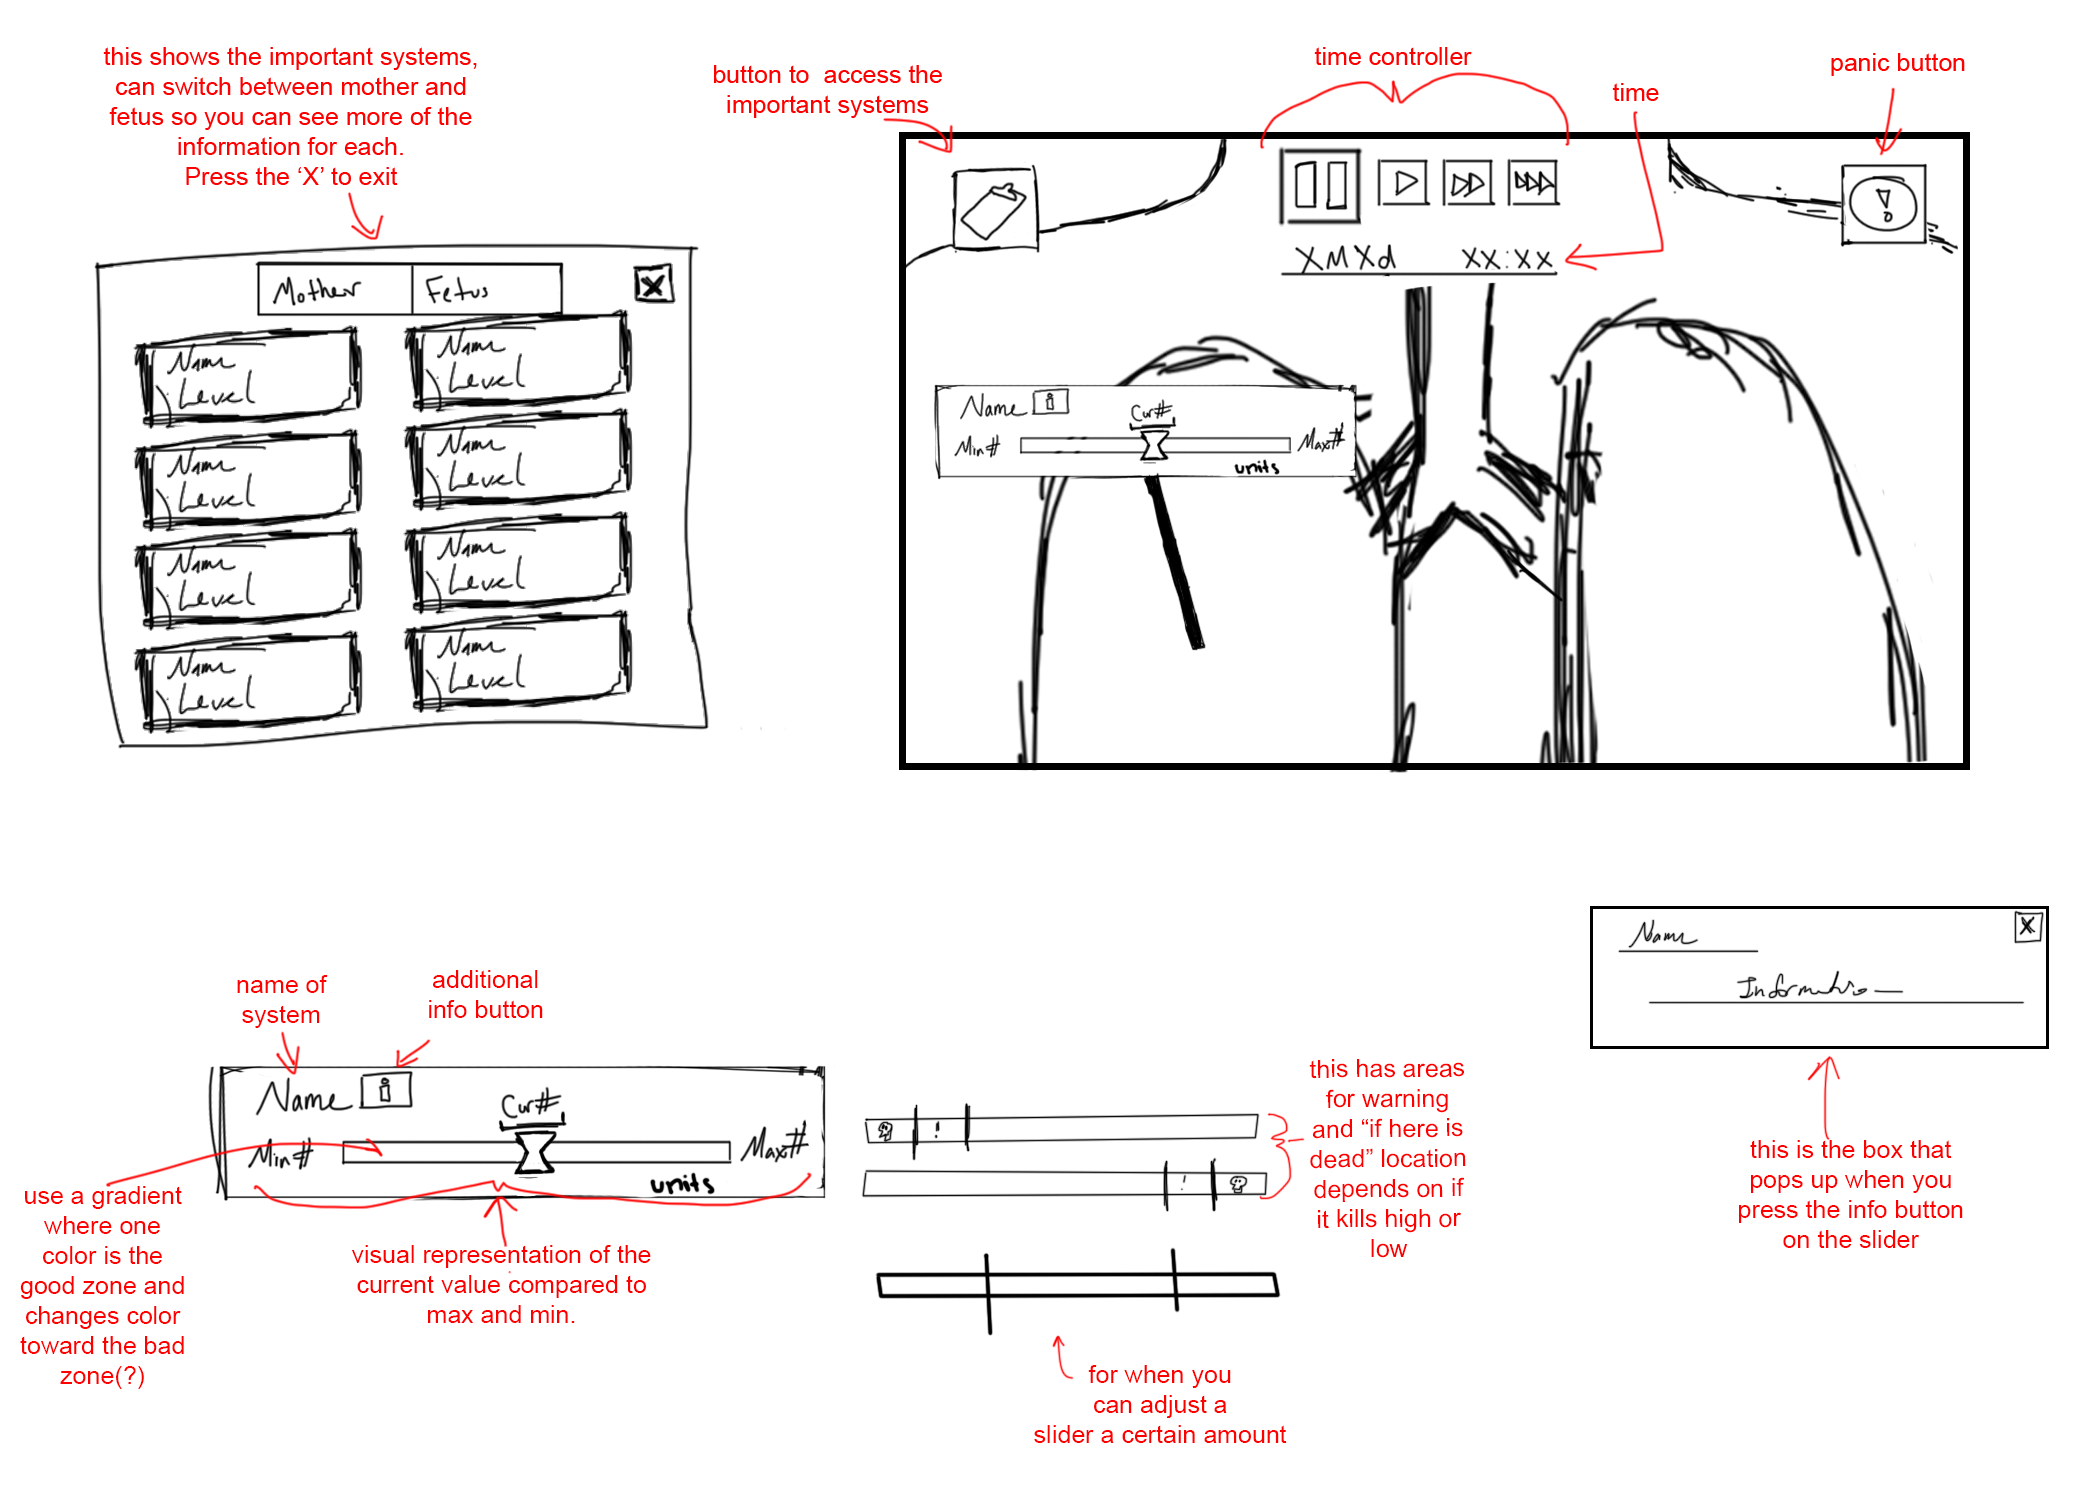 this shows the important systems,
can switch between mother and
fetus so you can see more of the
information for each.
Press the ‘X’ to exit
Mother
Fetus
X
Name
Level
Name
Level
Name
Level
Name
Level
Name
Level
Name
Level
Name
Level
Name
Level
button to access the
important systems
time controller
time
panic button
!
XMXd XX:XX
Name i
Cur#
Min# Max#
units
name of
system
additional
info button
Name i
Cur#
Min# Max#
units
use a gradient
where one
color is the
good zone and
changes color
toward the bad
zone(?)
visual representation of the
current value compared to
max and min.
!
!
this has areas
for warning
and “if here is
dead” location
depends on if
it kills high or
low
for when you
can adjust a
slider a certain amount
Name
X
Information
this is the box that
pops up when you
press the info button
on the slider